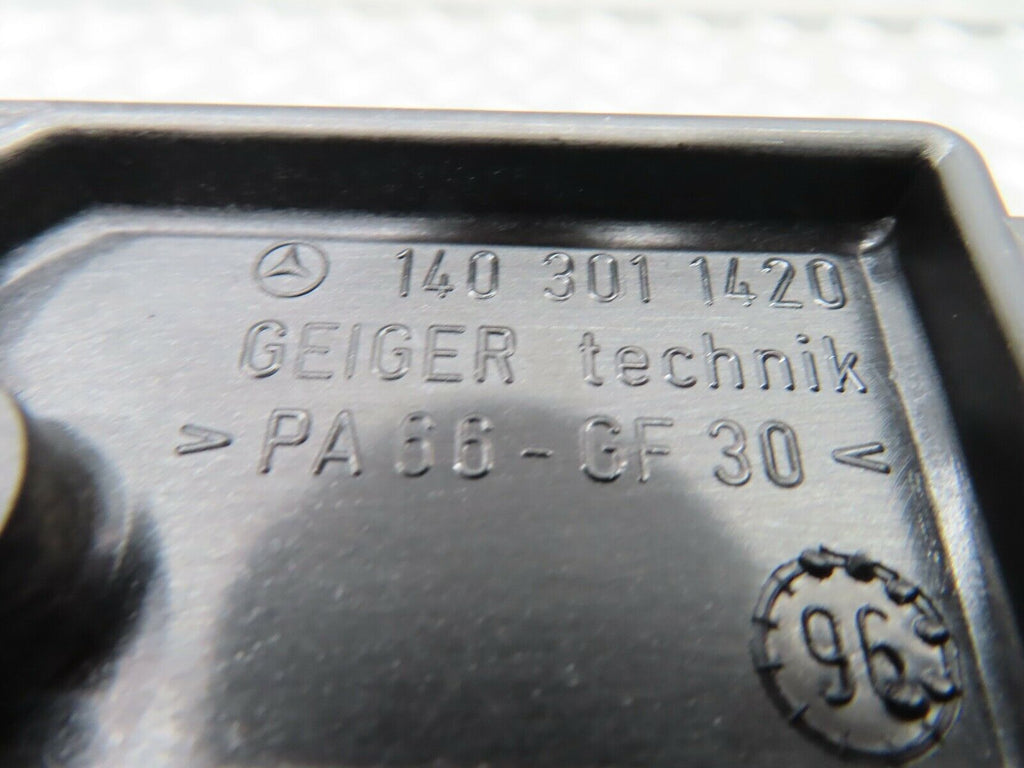 140 301 1420
GEIGER technik
>PA 66-GF 30<
96